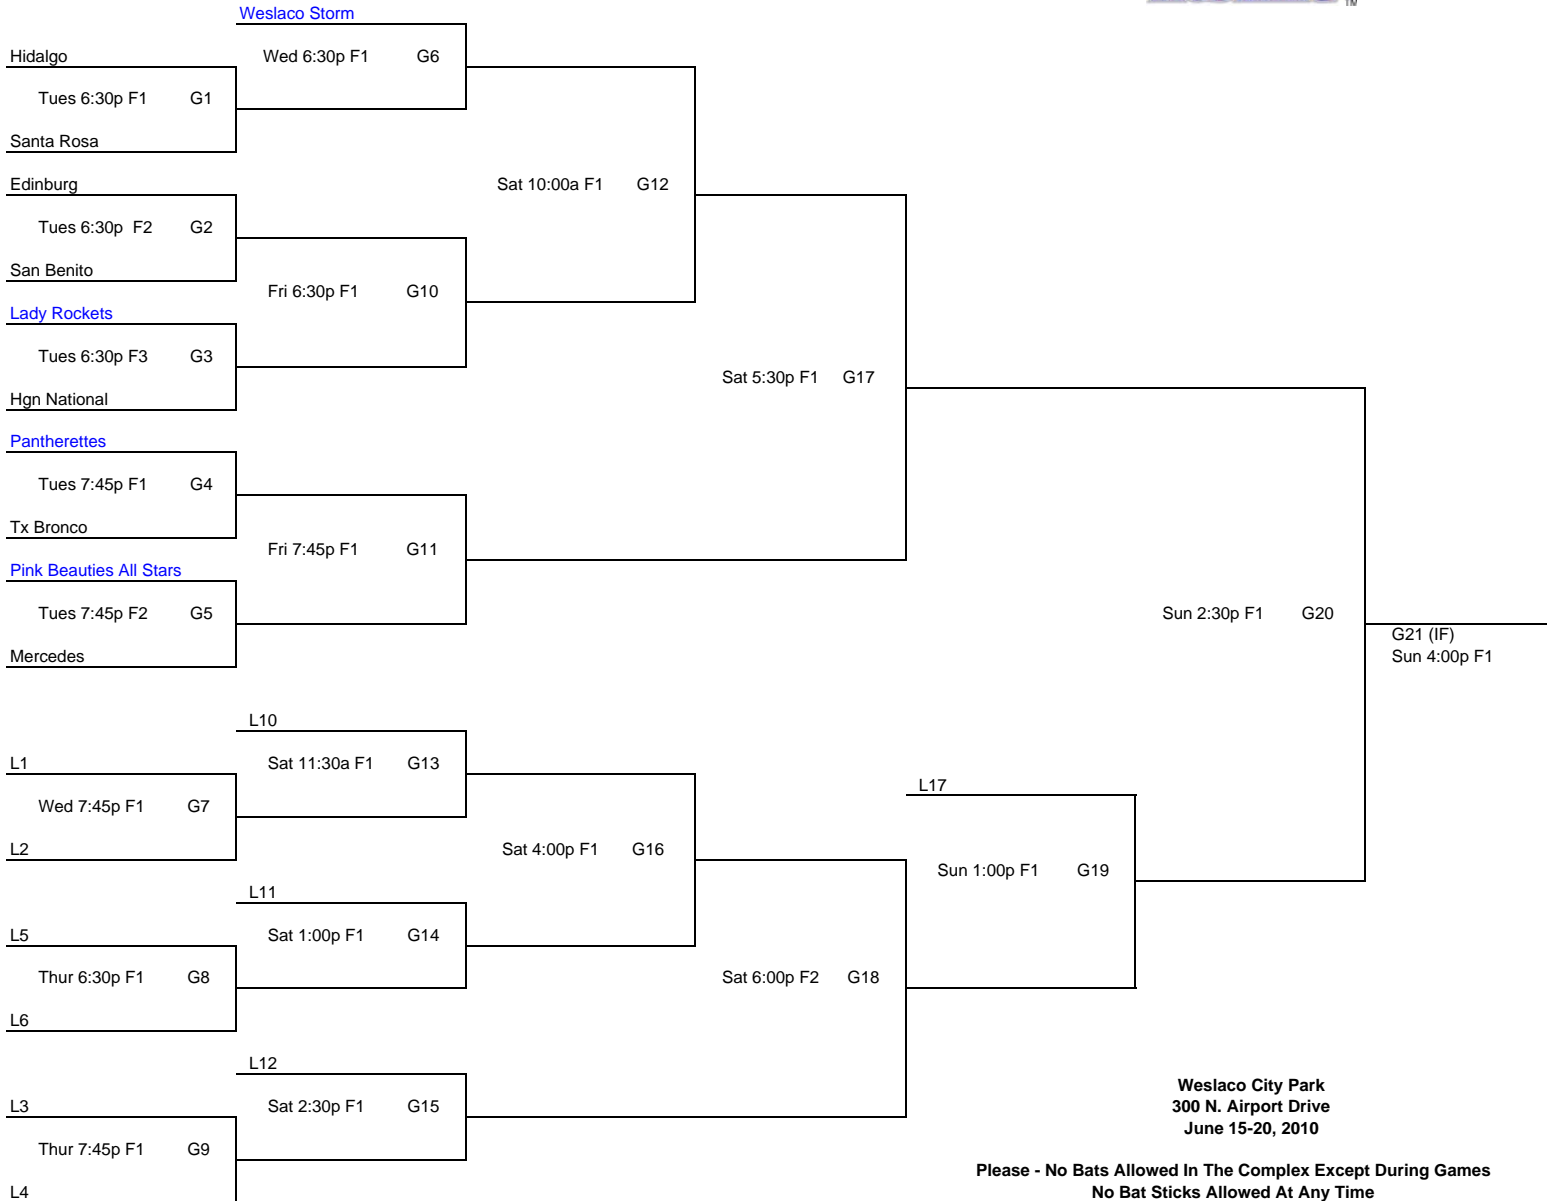 Weslaco Storm
Hidalgo
Wed 6:30p F1 G6
Tues 6:30p F1 G1
Santa Rosa
Edinburg
Sat 10:00a F1 G12
Tues 6:30p F2 G2
San Benito
Fri 6:30p F1 G10
Lady Rockets
Tues 6:30p F3 G3
Sat 5:30p F1 G17
Hgn National
Pantherettes
Tues 7:45p F1 G4
Tx Bronco
Fri 7:45p F1 G11
Pink Beauties All Stars
Tues 7:45p F2 G5
Sun 2:30p F1 G20
G21 (IF)
Sun 4:00p F1
Mercedes
L10
L1
Sat 11:30a F1 G13
L17
Wed 7:45p F1 G7
L2
Sat 4:00p F1 G16
Sun 1:00p F1 G19
L11
L5
Sat 1:00p F1 G14
Thur 6:30p F1 G8
Sat 6:00p F2 G18
L6
L12
L3
Sat 2:30p F1 G15
Thur 7:45p F1 G9
L4
Weslaco City Park
300 N. Airport Drive
June 15-20, 2010
Please - No Bats Allowed In The Complex Except During Games
No Bat Sticks Allowed At Any Time